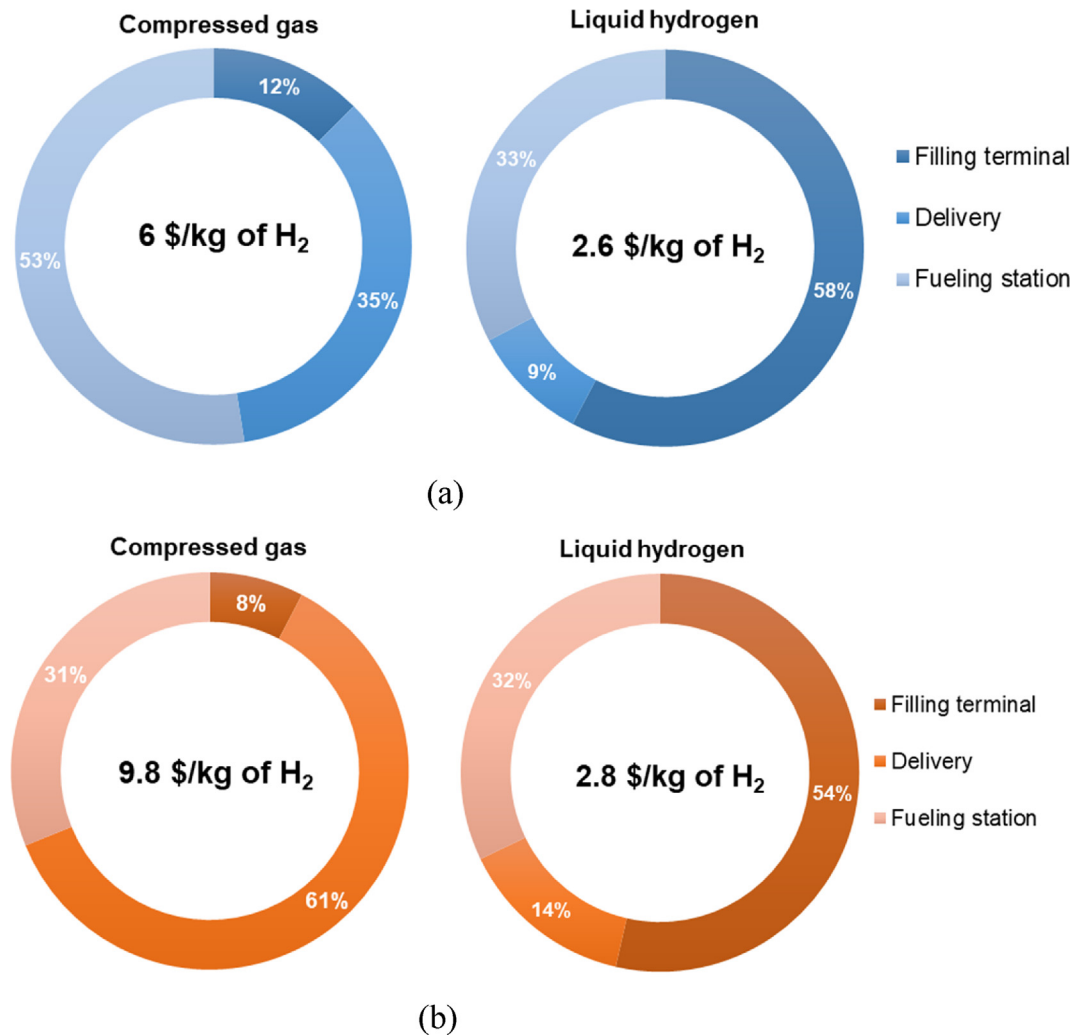 Compressed gas
12%
35%
53%
6 $/kg of H₂
Liquid hydrogen
58%
9%
33%
2.6 $/kg of H₂
Filling terminal
Delivery
Fueling station
(a)
Compressed gas
8%
61%
31%
9.8 $/kg of H₂
Liquid hydrogen
54%
14%
32%
2.8 $/kg of H₂
Filling terminal
Delivery
Fueling station
(b)